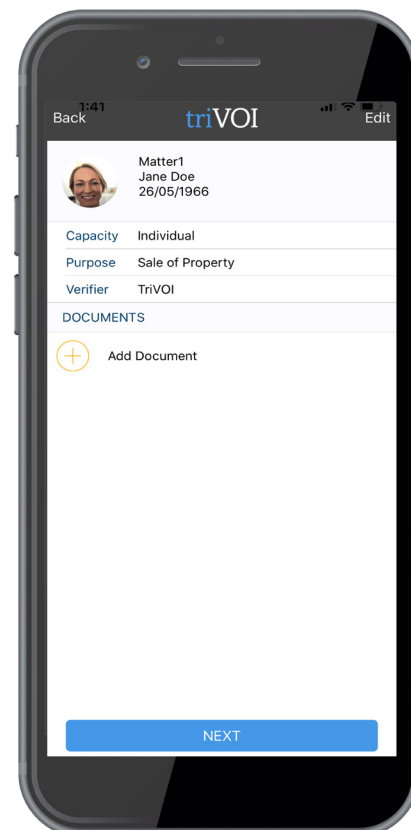 1:41
Back triVOI Edit
Matter1
Jane Doe
26/05/1966
Capacity Individual
Purpose Sale of Property
Verifier TriVOI
DOCUMENTS
Add Document
NEXT